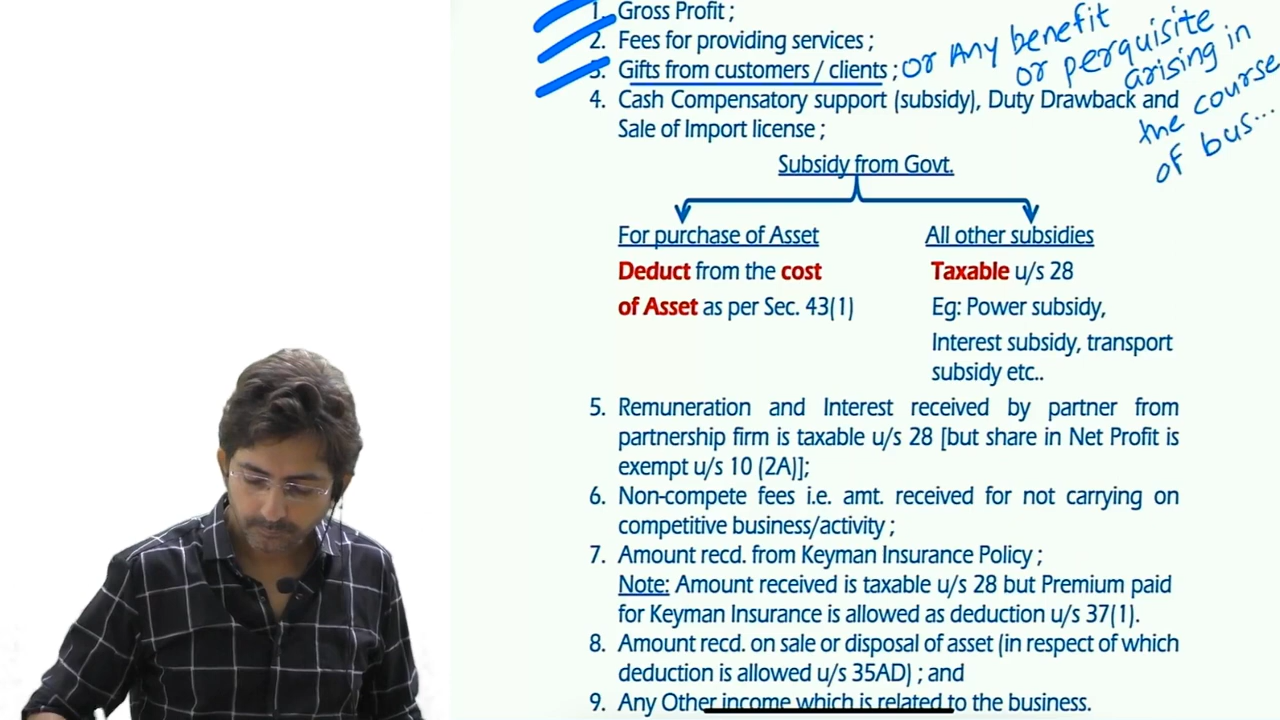 1. Gross Profit ;
2. Fees for providing services ;
3. Gifts from customers / clients ; or Any benefit
or perquisite
arising in
the course
of bus...
4. Cash Compensatory support (subsidy), Duty Drawback and
Sale of Import license ;
Subsidy from Govt.
For purchase of Asset
Deduct from the cost
of Asset as per Sec. 43(1)
All other subsidies
Taxable u/s 28
Eg: Power subsidy,
Interest subsidy, transport
subsidy etc..
5. Remuneration and Interest received by partner from
partnership firm is taxable u/s 28 [but share in Net Profit is
exempt u/s 10 (2A)];
6. Non-compete fees i.e. amt. received for not carrying on
competitive business/activity ;
7. Amount recd. from Keyman Insurance Policy ;
Note: Amount received is taxable u/s 28 but Premium paid
for Keyman Insurance is allowed as deduction u/s 37(1).
8. Amount recd. on sale or disposal of asset (in respect of which
deduction is allowed u/s 35AD) ; and
9. Any Other income which is related to the business.